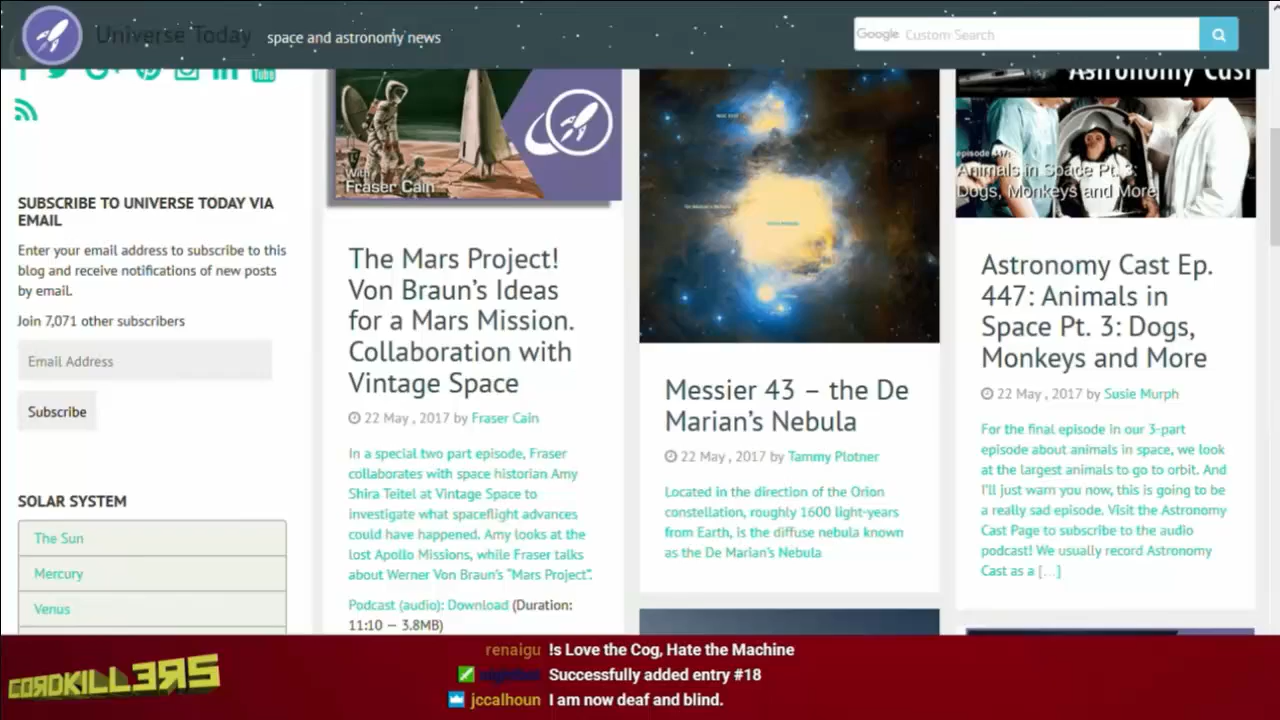 Universe Today
space and astronomy news
Google Custom Search
You Tube
SUBSCRIBE TO UNIVERSE TODAY VIA
EMAIL
Enter your email address to subscribe to this
blog and receive notifications of new posts
by email.
Join 7,071 other subscribers
Email Address
Subscribe
SOLAR SYSTEM
The Sun
Mercury
Venus
With
Fraser Cain
The Mars Project!
Von Braun's Ideas
for a Mars Mission.
Collaboration with
Vintage Space
22 May , 2017 by Fraser Cain
In a special two part episode, Fraser
collaborates with space historian Amy
Shira Teitel at Vintage Space to
investigate what spaceflight advances
could have happened. Amy looks at the
lost Apollo Missions, while Fraser talks
about Werner Von Braun's "Mars Project".
Podcast (audio): Download (Duration:
11:10 — 3.8MB)
Messier 43 – the De
Marian's Nebula
22 May , 2017 by Tammy Plotner
Located in the direction of the Orion
constellation, roughly 1600 light-years
from Earth, is the diffuse nebula known
as the De Marian's Nebula
Astronomy Cast
episode 447:
Animals in Space Pt. 3:
Dogs, Monkeys and More
Astronomy Cast Ep.
447: Animals in
Space Pt. 3: Dogs,
Monkeys and More
22 May , 2017 by Susie Murph
For the final episode in our 3-part
episode about animals in space, we look
at the largest animals to go to orbit. And
I'll just warn you now, this is going to be
a really sad episode. Visit the Astronomy
Cast Page to subscribe to the audio
podcast! We usually record Astronomy
Cast as a [...]
CORDKILLERS
renaigu !s Love the Cog, Hate the Machine
Successfully added entry #18
jccalhoun I am now deaf and blind.